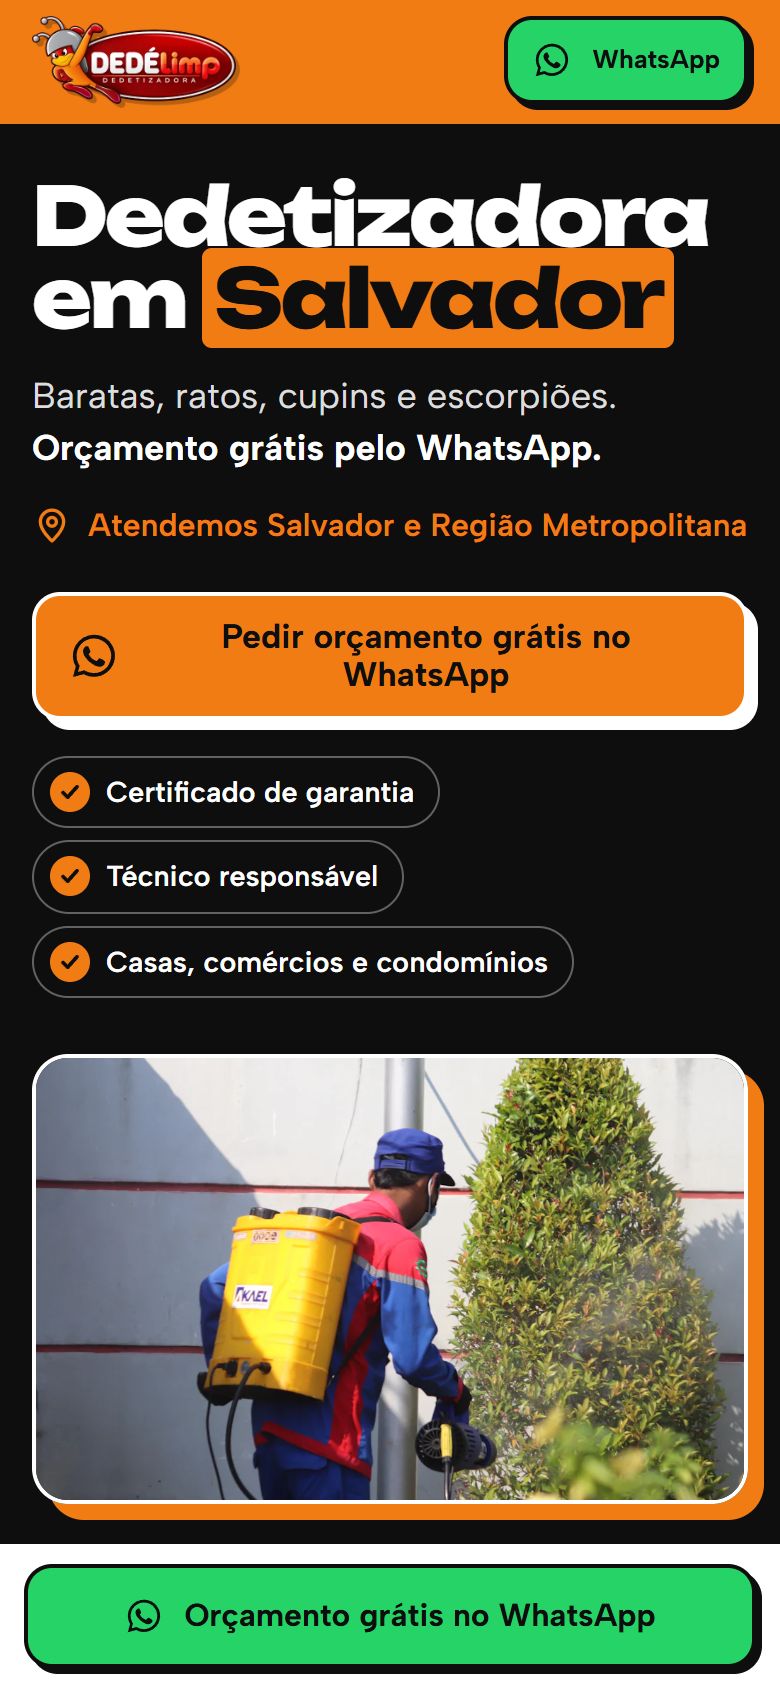 DEDÉLimp
DEDETIZADORA
WhatsApp
Dedetizadora
em Salvador
Baratas, ratos, cupins e escorpiões.
Orçamento grátis pelo WhatsApp.
Atendemos Salvador e Região Metropolitana
Pedir orçamento grátis no
WhatsApp
Certificado de garantia
Técnico responsável
Casas, comércios e condomínios
KAEL
Orçamento grátis no WhatsApp